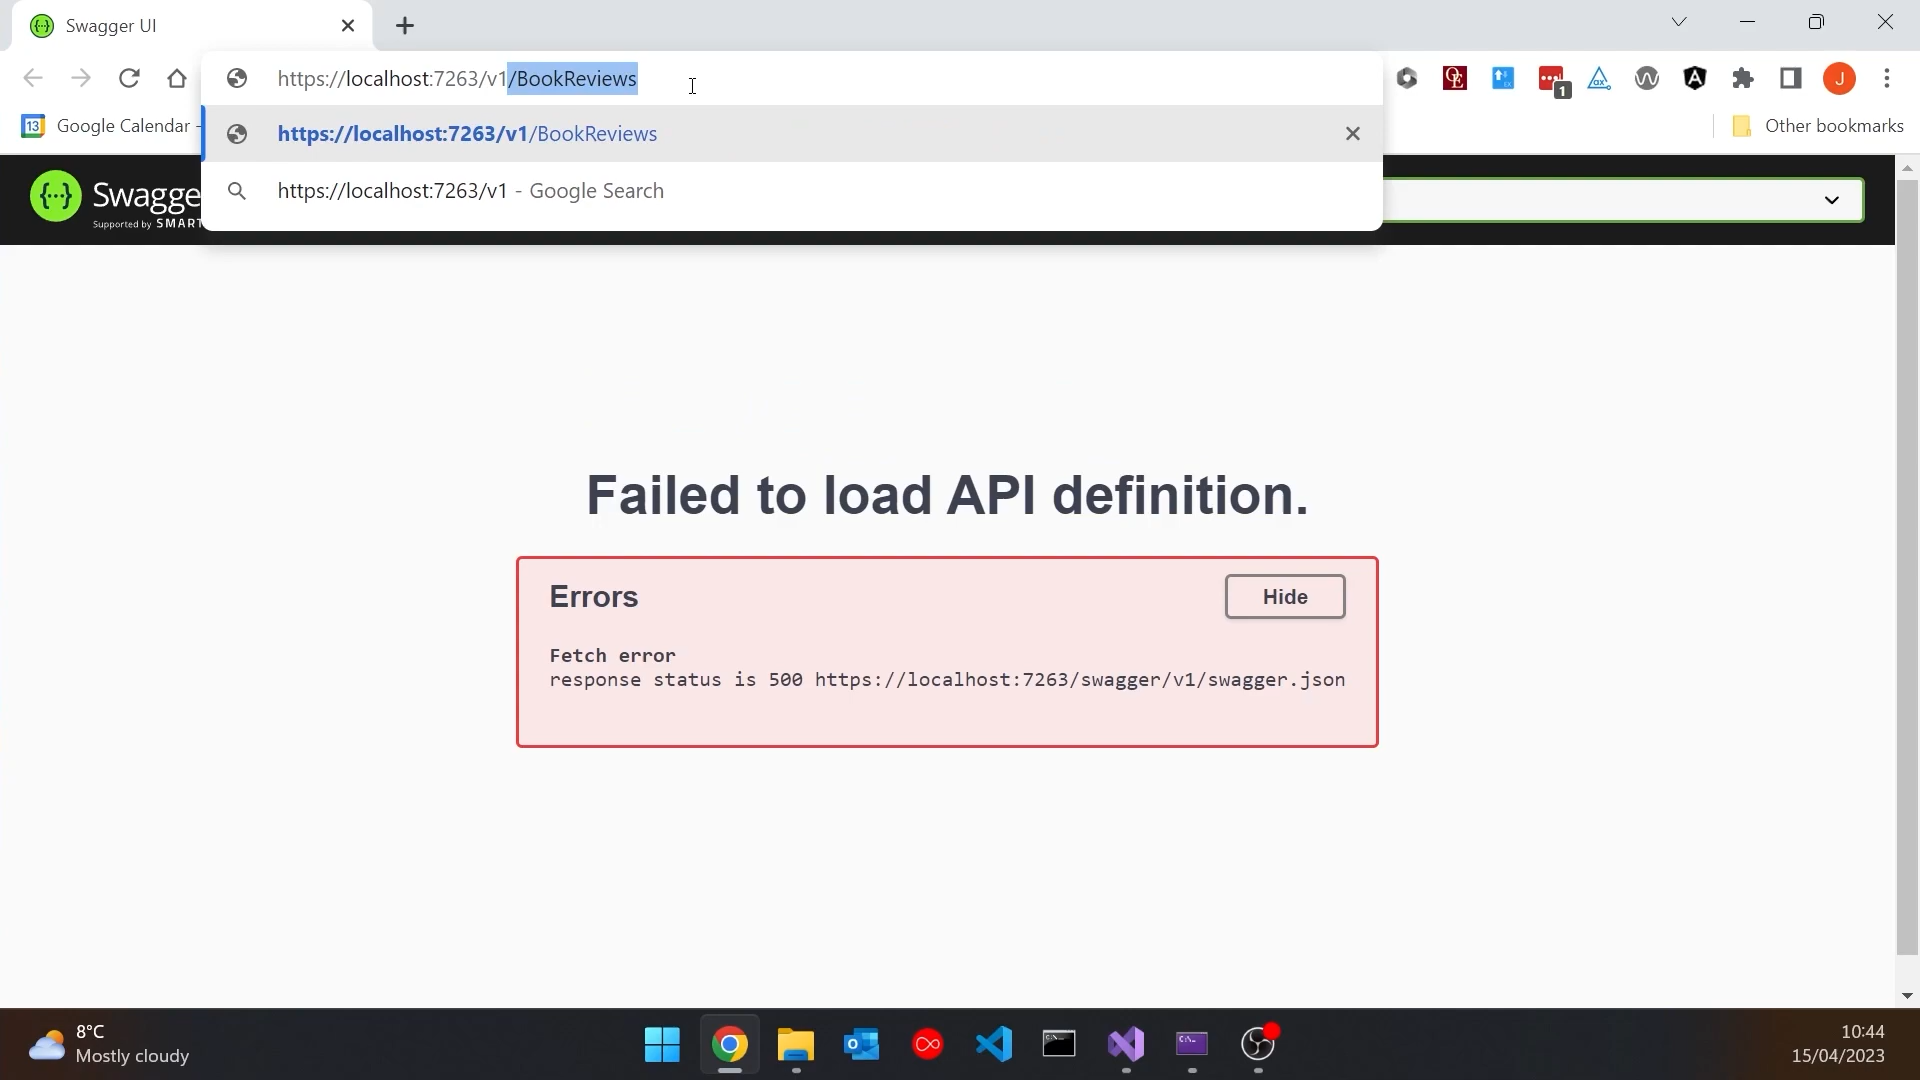 Swagger UI
https://localhost:7263/v1/BookReviews
1
J
13
Google Calendar -
https://localhost:7263/v1/BookReviews
Other bookmarks
https://localhost:7263/v1 - Google Search
Swagge
Supported by SMART
Failed to load API definition.
Errors
Hide
Fetch error
response status is 500 https://localhost:7263/swagger/v1/swagger.json
8°C
Mostly cloudy
10:44
15/04/2023